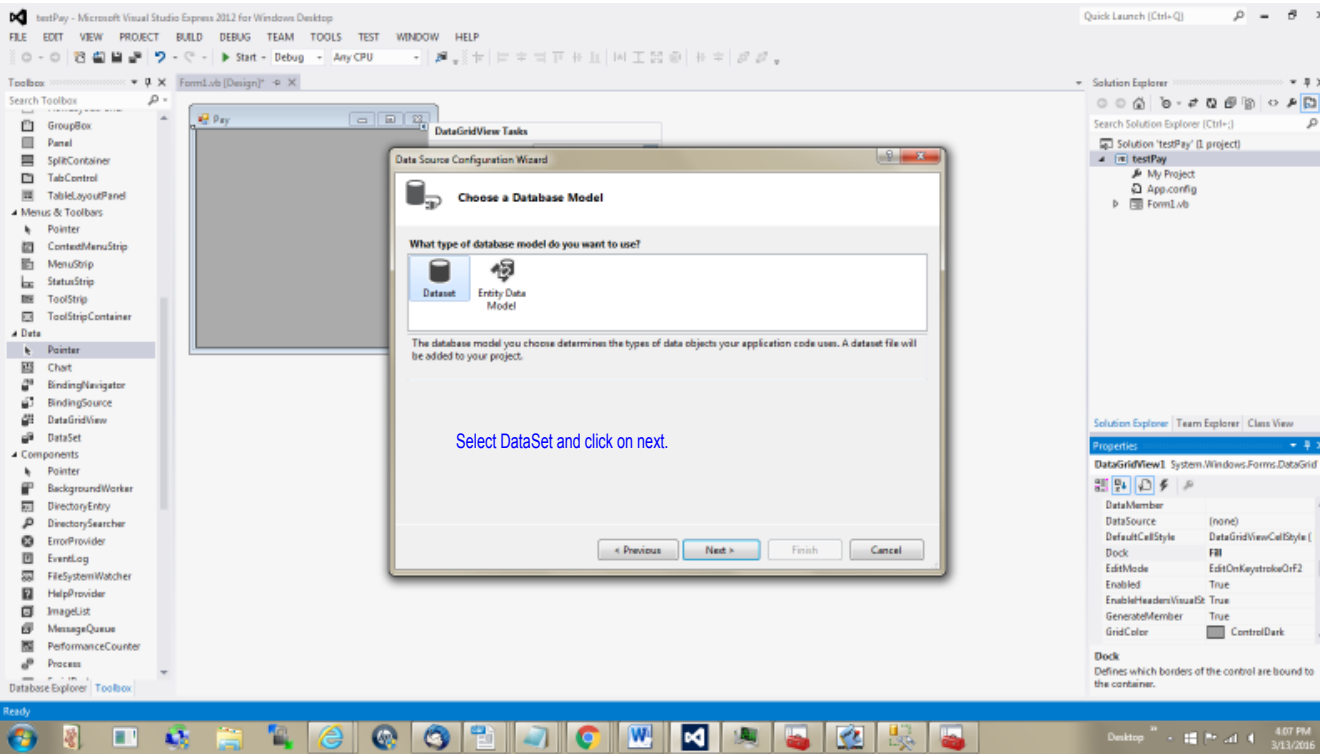 testPay - Microsoft Visual Studio Express 2012 for Windows Desktop
Quick Launch (Ctrl+Q)
FILE EDIT VIEW PROJECT BUILD DEBUG TEAM TOOLS TEST WINDOW HELP
Start - Debug Any CPU
Toolbox
Search Toolbox
GroupBox
Panel
SplitContainer
TabControl
TableLayoutPanel
Menus & Toolbars
Pointer
ContextMenuStrip
MenuStrip
StatusStrip
ToolStrip
ToolStripContainer
Data
Pointer
Chart
BindingNavigator
BindingSource
DataGridView
DataSet
Components
Pointer
BackgroundWorker
DirectoryEntry
DirectorySearcher
ErrorProvider
EventLog
FileSystemWatcher
HelpProvider
ImageList
MessageQueue
PerformanceCounter
Process
Database Explorer Toolbox
Form1.vb [Design]*
Pay
DataGridView Tasks
Data Source Configuration Wizard
Choose a Database Model
What type of database model do you want to use?
Dataset
Entity Data
Model
The database model you choose determines the types of data objects your application code uses. A dataset file will
be added to your project.
Select DataSet and click on next.
< Previous
Next >
Finish
Cancel
Solution Explorer
Search Solution Explorer (Ctrl+;)
Solution 'testPay' (1 project)
testPay
My Project
App.config
Form1.vb
Solution Explorer Team Explorer Class View
Properties
DataGridView1 System.Windows.Forms.DataGrid
DataMember
DataSource (none)
DefaultCellStyle DataGridViewCellStyle {
Dock Fill
EditMode EditOnKeystrokeOrF2
Enabled True
EnableHeadersVisualSt True
GenerateMember True
GridColor ControlDark
Dock
Defines which borders of the control are bound to
the container.
Ready
Desktop
4:07 PM
3/13/2016